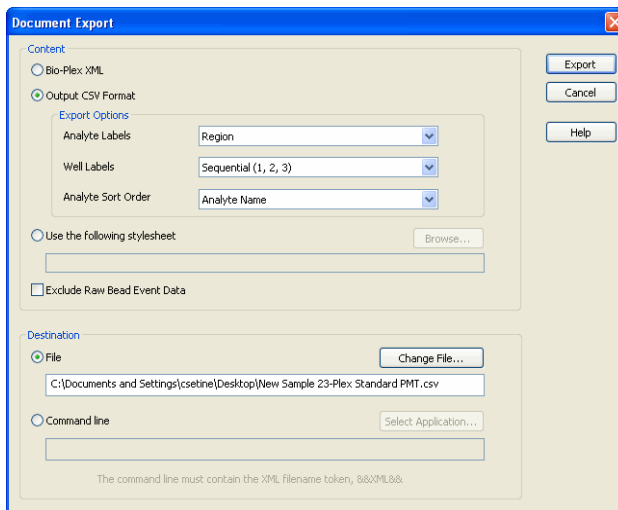 Document Export
Content
Bio-Plex XML
Output CSV Format
Export Options
Analyte Labels
Region
Well Labels
Sequential (1, 2, 3)
Analyte Sort Order
Analyte Name
Use the following stylesheet
Browse...
Exclude Raw Bead Event Data
Export
Cancel
Help
Destination
File
Change File...
C:\Documents and Settings\csetine\Desktop\New Sample 23-Plex Standard PMT.csv
Command line
Select Application...
The command line must contain the XML filename token, &&XML&&